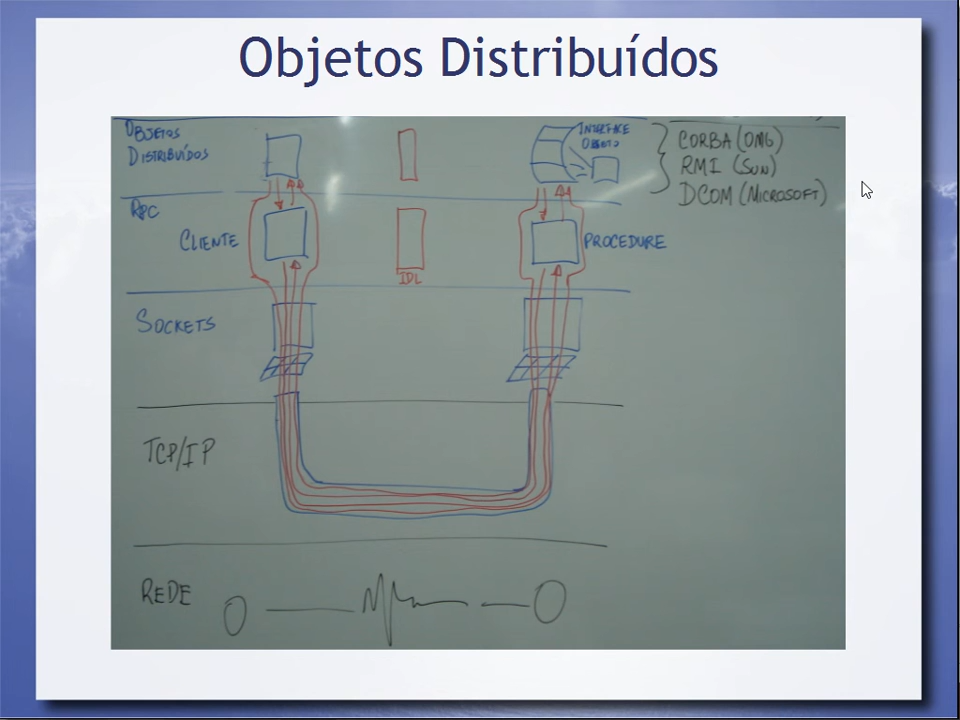 Objetos Distribuídos
OBJETOS
DISTRIBUÍDOS
INTERFACE
OBJETO
CORBA (OMG)
RMI (SUN)
DCOM (MICROSOFT)
RPC
CLIENTE
PROCEDURE
IDL
SOCKETS
TCP/IP
REDE